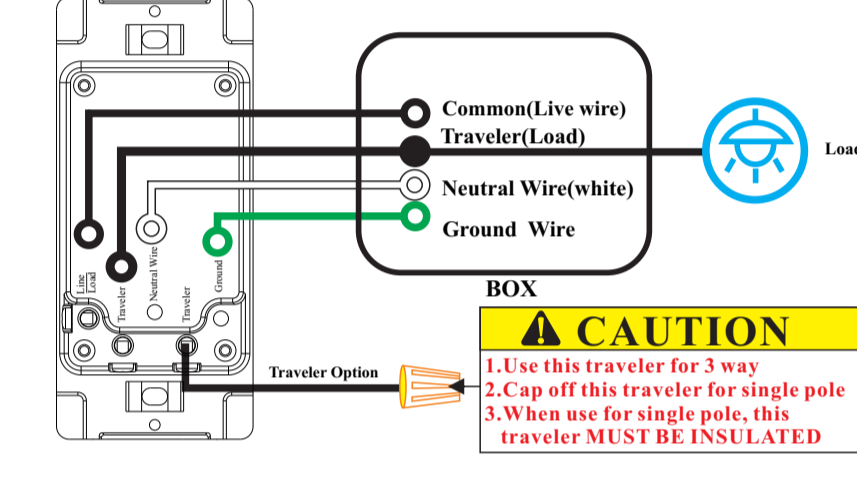 Common(Live wire)
Traveler(Load)
Neutral Wire(white)
Ground Wire
BOX
Line
Load
Traveler
Neutral Wire
Traveler
Ground
Traveler Option
CAUTION
1.Use this traveler for 3 way
2.Cap off this traveler for single pole
3.When use for single pole, this
traveler MUST BE INSULATED